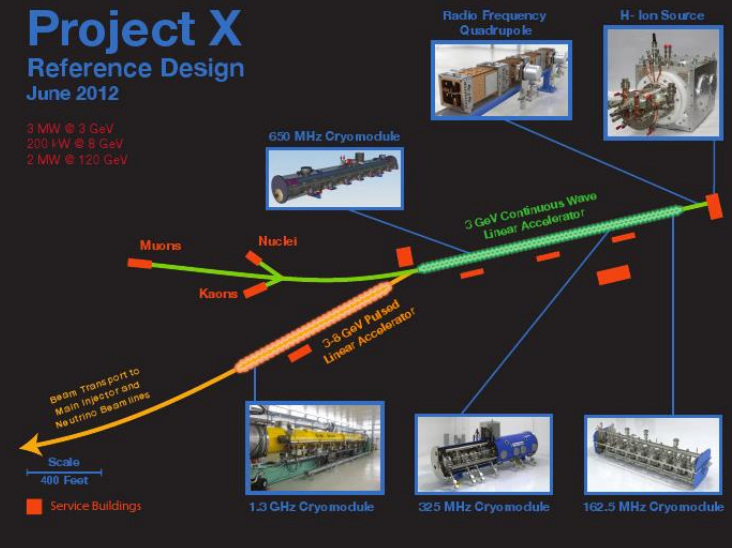 Project X
Reference Design
June 2012
3 MW @ 3 GeV
200 kW @ 8 GeV
2 MW @ 120 GeV
Radio Frequency
Quadrupole
H- Ion Source
650 MHz Cryomodule
3 GeV Continuous Wave
Linear Accelerator
Muons
Nuclei
Kaons
3-8 GeV Pulsed
Linear Accelerator
Beam Transport to
Main Injector and
Neutrino Beamlines
Scale
400 Feet
Service Buildings
1.3 GHz Cryomodule
325 MHz Cryomodule
162.5 MHz Cryomodule